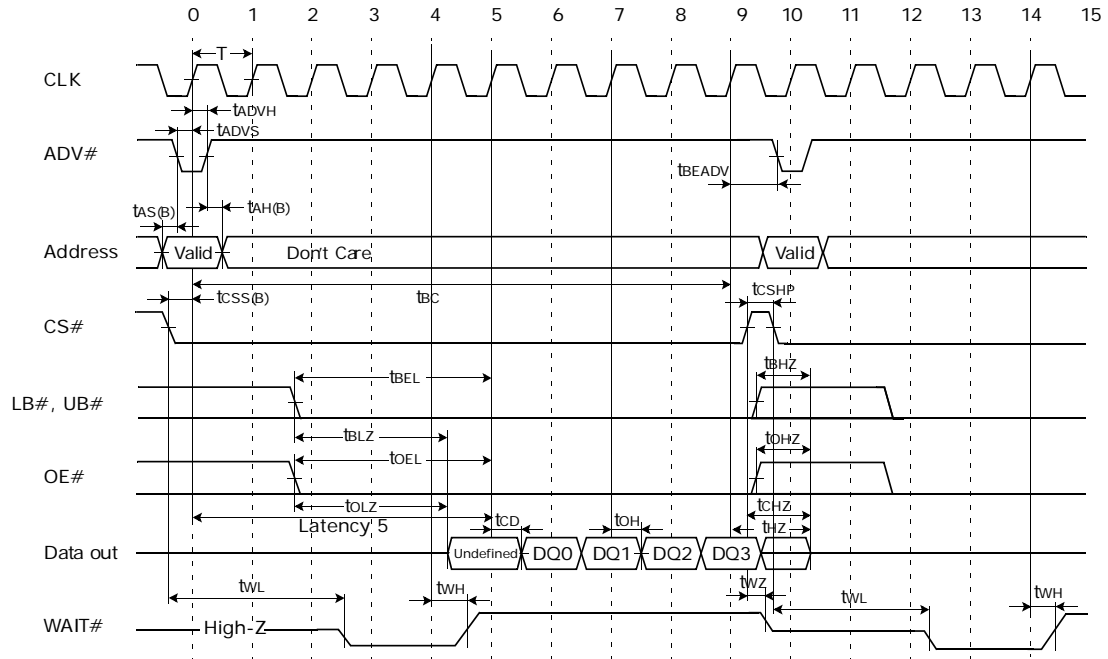 0 1 2 3 4 5 6 7 8 9 10 11 12 13 14 15
T
CLK
tADVH
tADVS
ADV#
tBEADV
tAS(B)
tAH(B)
Address
Valid
Don't Care
Valid
tCSS(B)
tBC
tCSHP
CS#
tBEL
tBHZ
LB#, UB#
tBLZ
tOEL
tOHZ
OE#
tOLZ
tCHZ
Latency 5
tCD
tOH
tHZ
Data out
Undefined
DQ0
DQ1
DQ2
DQ3
tWL
tWH
tWZ
tWL
tWH
WAIT#
High-Z